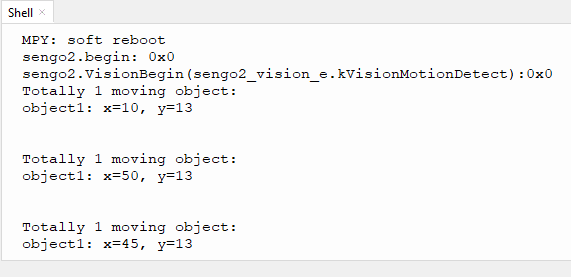 Shell ×
MPY: soft reboot
sengo2.begin: 0x0
sengo2.VisionBegin(sengo2_vision_e.kVisionMotionDetect):0x0
Totally 1 moving object:
object1: x=10, y=13
Totally 1 moving object:
object1: x=50, y=13
Totally 1 moving object:
object1: x=45, y=13